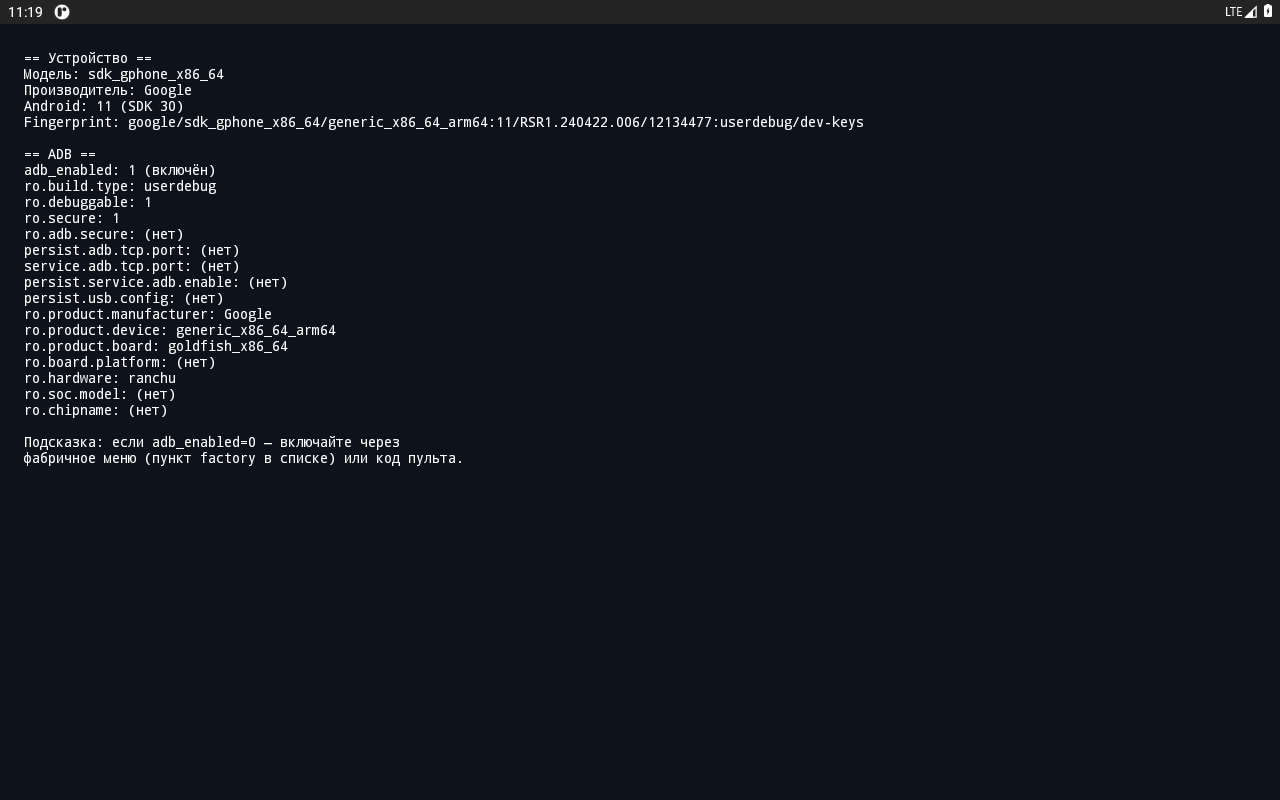 11:19
LTE
== Устройство ==
Модель: sdk_gphone_x86_64
Производитель: Google
Android: 11 (SDK 30)
Fingerprint: google/sdk_gphone_x86_64/generic_x86_64_arm64:11/RSR1.240422.006/12134477:userdebug/dev-keys
== ADB ==
adb_enabled: 1 (включён)
ro.build.type: userdebug
ro.debuggable: 1
ro.secure: 1
ro.adb.secure: (нет)
persist.adb.tcp.port: (нет)
service.adb.tcp.port: (нет)
persist.service.adb.enable: (нет)
persist.usb.config: (нет)
ro.product.manufacturer: Google
ro.product.device: generic_x86_64_arm64
ro.product.board: goldfish_x86_64
ro.board.platform: (нет)
ro.hardware: ranchu
ro.soc.model: (нет)
ro.chipname: (нет)
Подсказка: если adb_enabled=0 — включайте через
фабричное меню (пункт factory в списке) или код пульта.